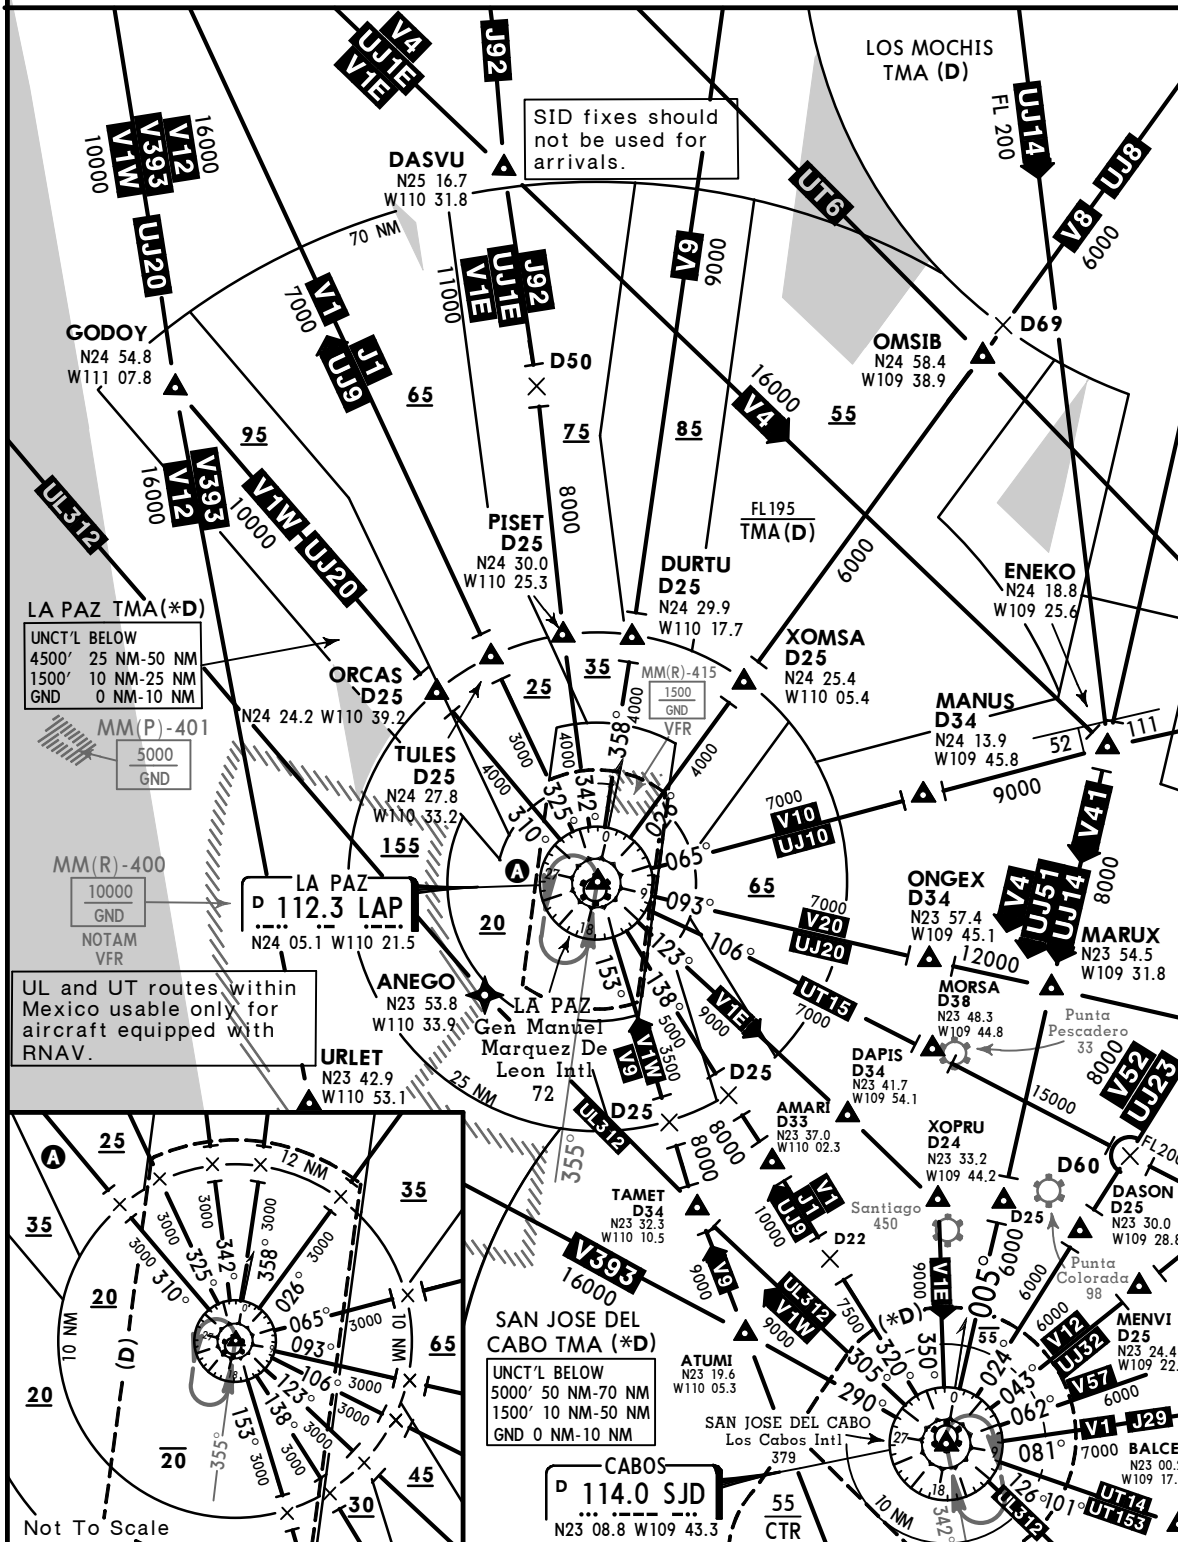 LOS MOCHIS
TMA (D)
V4
UJ1E
V1E
J92
UJ14
FL 200
UJ8
V8
6000
UT6
SID fixes should
not be used for
arrivals.
V12
V393
V1W
16000
10000
UJ20
DASVU
N25 16.7
W110 31.8
70 NM
V9
9000
V1
7000
J1
UJ9
11000
J92
UJ1E
V1E
GODOY
N24 54.8
W111 07.8
D50
D69
OMSIB
N24 58.4
W109 38.9
16000
V4
65
75
85
55
95
UL312
V393
V12
16000
V1W
UJ20
10000
8000
FL195
TMA (D)
6000
PISET
D25
N24 30.0
W110 25.3
DURTU
D25
N24 29.9
W110 17.7
ENEKO
N24 18.8
W109 25.6
LA PAZ TMA (*D)
UNCT'L BELOW
4500' 25 NM-50 NM
1500' 10 NM-25 NM
GND 0 NM-10 NM
XOMSA
D25
N24 25.4
W110 05.4
ORCAS
D25
N24 24.2 W110 39.2
25
35
MM(R)-415
1500
GND
VFR
MANUS
D34
N24 13.9
W109 45.8
52
111
MM(P)-401
5000
GND
TULES
D25
N24 27.8
W110 33.2
4000
3000
4000
4000
4000
310°
325°
342°
358°
026°
065°
093°
106°
123°
138°
153°
7000
V10
UJ10
9000
V41
8000
155
MM(R)-400
10000
GND
NOTAM
VFR
A
LA PAZ
D 112.3 LAP
N24 05.1 W110 21.5
0
9
18
27
20
65
7000
V20
UJ20
ONGEX
D34
N23 57.4
W109 45.1
12000
V4
UJ51
UJ14
MARUX
N23 54.5
W109 31.8
UL and UT routes within
Mexico usable only for
aircraft equipped with
RNAV.
ANEGO
N23 53.8
W110 33.9
LA PAZ
Gen Manuel
Marquez De
Leon Intl
72
V1E
9000
UT15
7000
MORSA
D38
N23 48.3
W109 44.8
Punta
Pescadero
33
URLET
N23 42.9
W110 53.1
25 NM
355°
V9
V1W
5000
3500
D25
D25
DAPIS
D34
N23 41.7
W109 54.1
15000
8000
V52
UJ23
FL200
UL312
8000
8000
AMARI
D33
N23 37.0
W110 02.3
XOPRU
D24
N23 33.2
W109 44.2
D60
DASON
D25
N23 30.0
W109 28.8
TAMET
D34
N23 32.3
W110 10.5
V1
J1
UJ9
10000
D22
Santiago
450
D25
Punta
Colorada
98
V393
16000
V9
9000
UL312
V1W
9000
7500
(*D)
V1E
9000
6000
6000
6000
V12
UJ32
MENVI
D25
N23 24.4
W109 22.
SAN JOSE DEL
CABO TMA (*D)
UNCT'L BELOW
5000' 50 NM-70 NM
1500' 10 NM-50 NM
GND 0 NM-10 NM
ATUMI
N23 19.6
W110 05.3
290°
305°
320°
350°
005°
024°
043°
062°
081°
101°
126°
55
V57
6000
V1
J29
7000
BALCE
N23 00.
W109 17.
SAN JOSE DEL CABO
Los Cabos Intl
379
CABOS
D 114.0 SJD
N23 08.8 W109 43.3
27
9
18
10 NM
342°
UL312
UT14
UT153
55
CTR
A
25
12 NM
35
35
3000
3000
3000
3000
3000
310°
325°
342°
358°
026°
065°
3000
093°
106°
3000
123°
3000
138°
3000
153°
3000
355°
0
18
27
10 NM
10 NM
(D)
20
20
20
65
45
30
Not To Scale